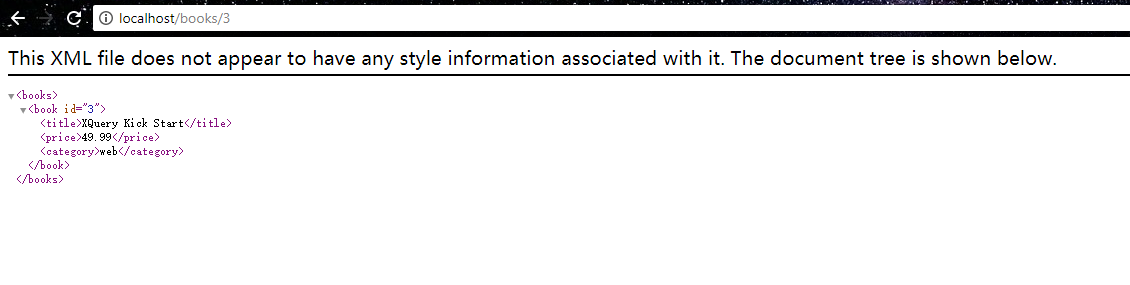 localhost/books/3
This XML file does not appear to have any style information associated with it. The document tree is shown below.
▼<books>
▼<book id="3">
<title>XQuery Kick Start</title>
<price>49.99</price>
<category>web</category>
</book>
</books>